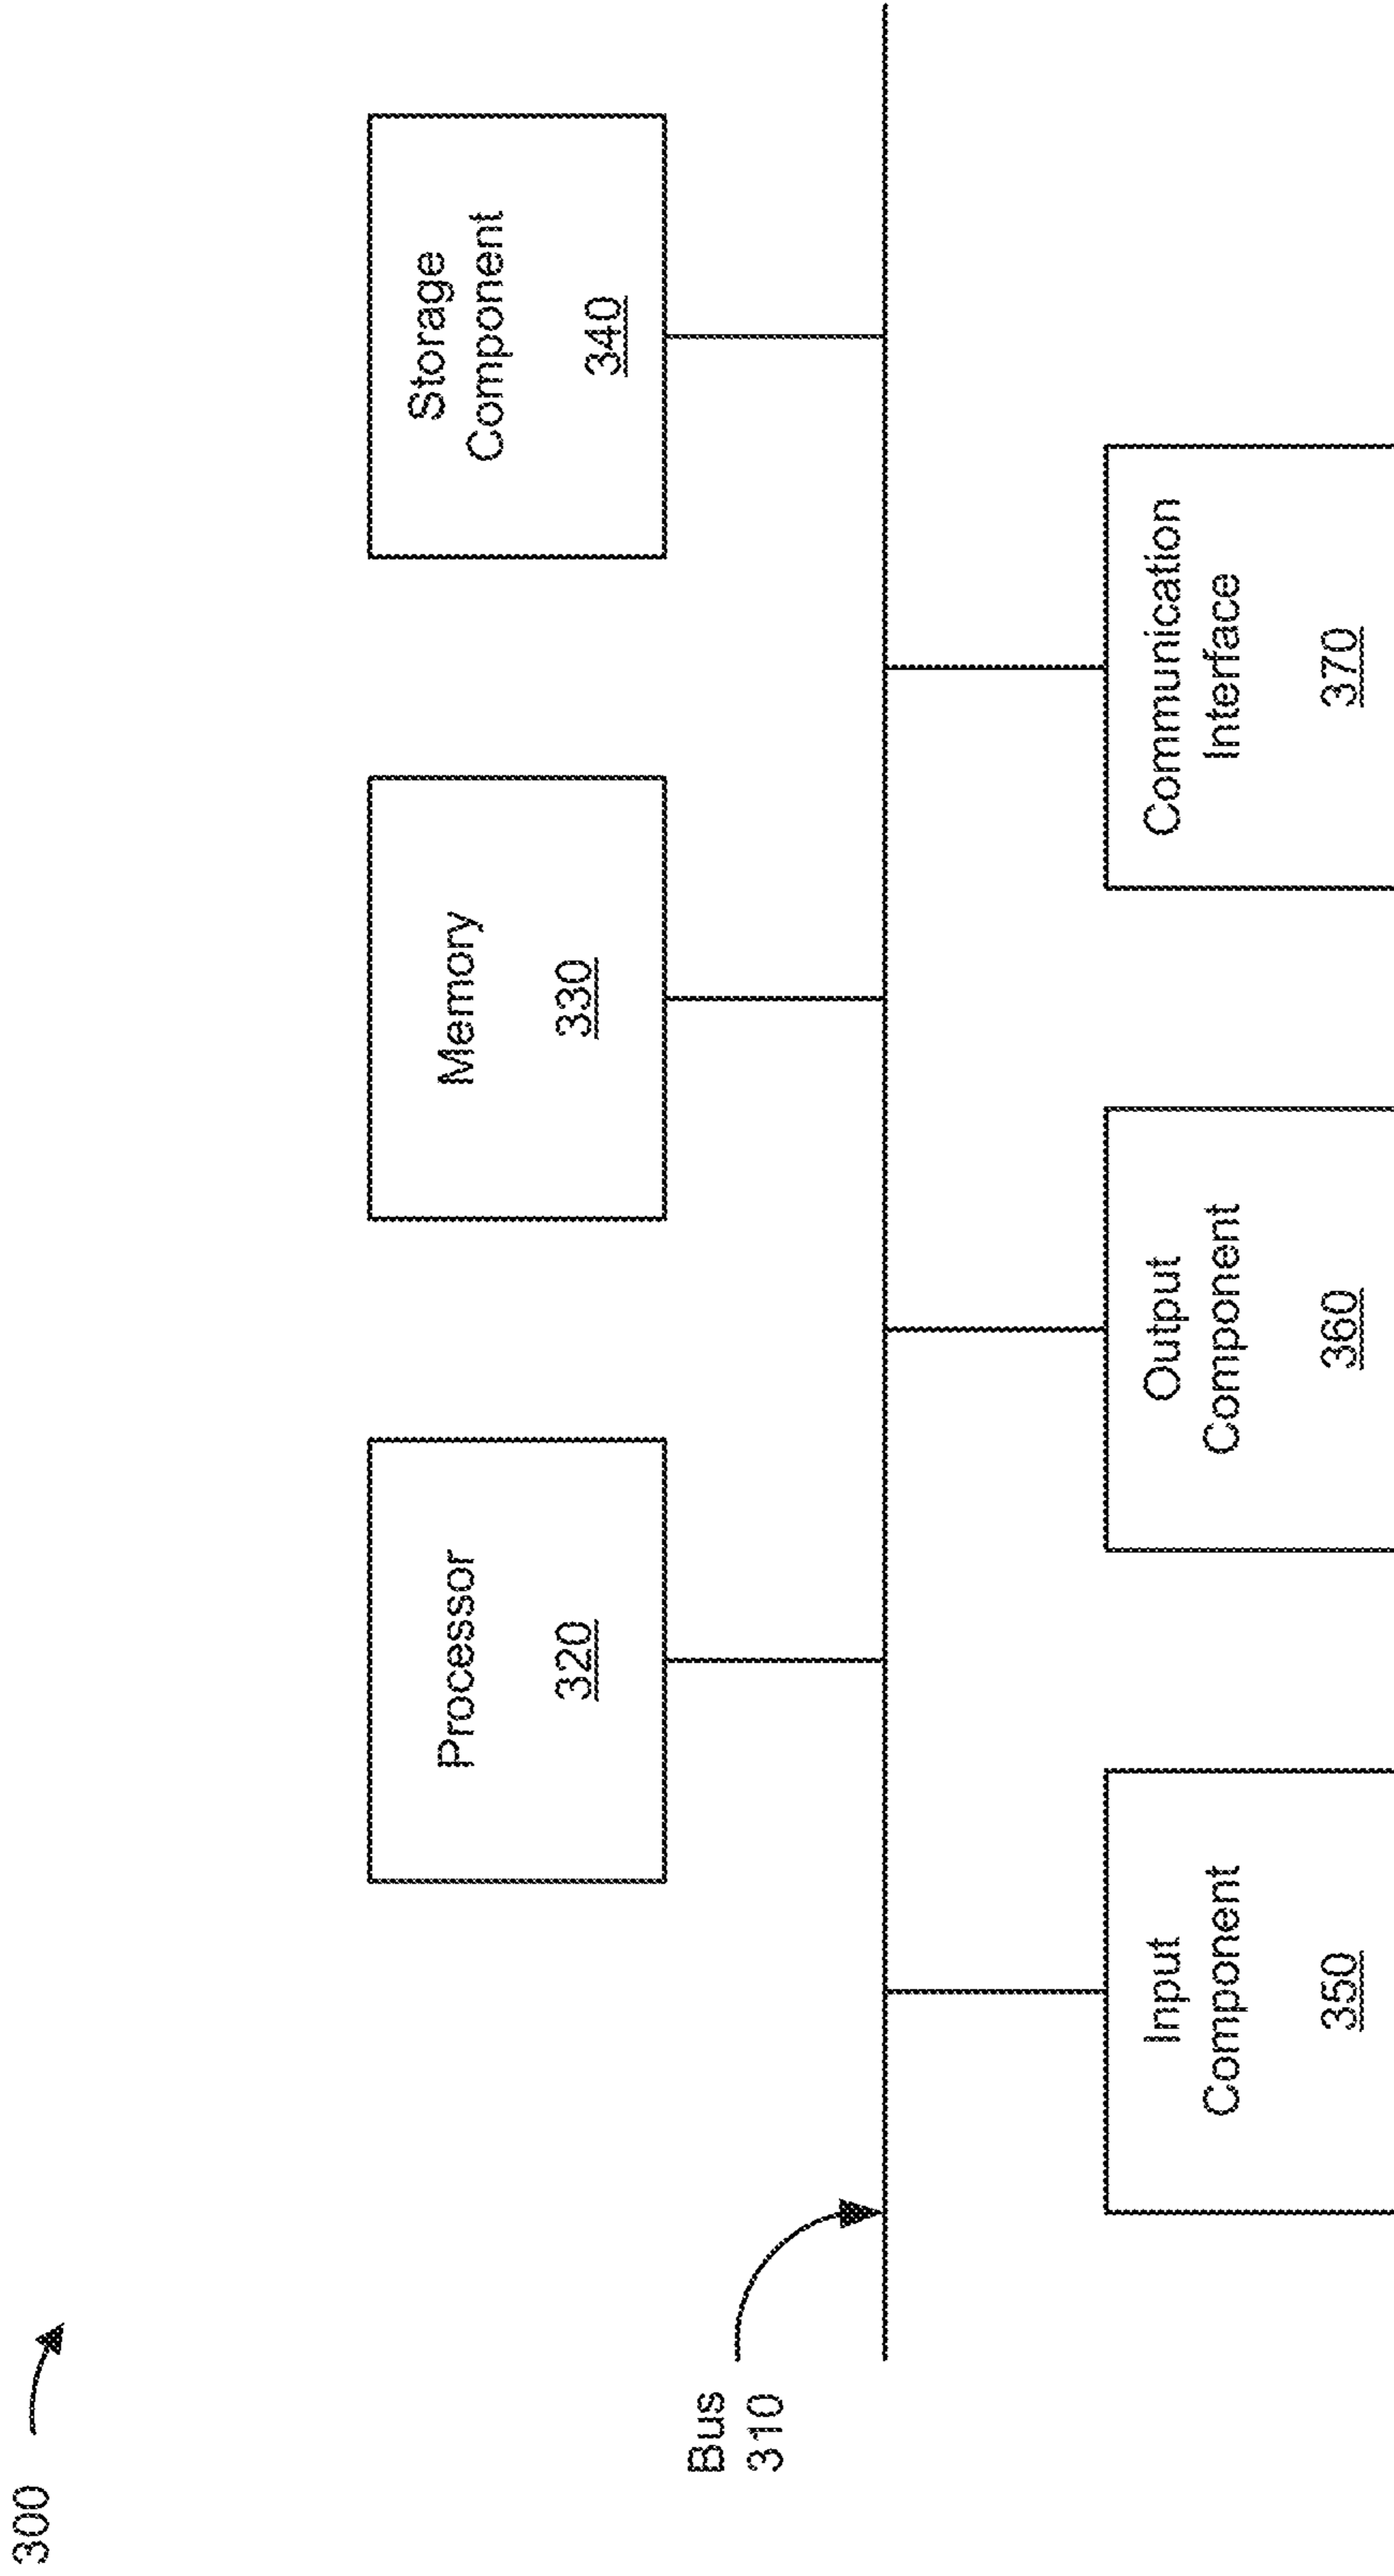 300
Processor
320
Memory
330
Storage
Component
340
Bus
310
Input
Component
350
Output
Component
360
Communication
Interface
370